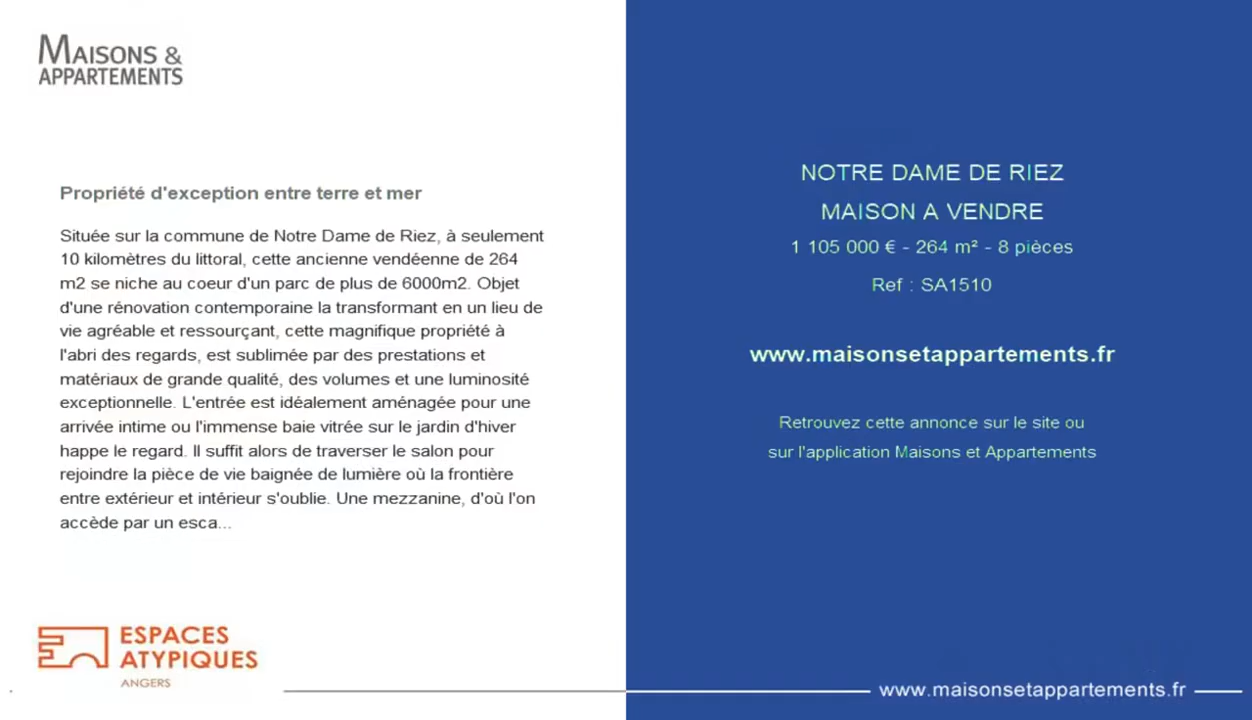 MAISONS &
APPARTEMENTS
Propriété d'exception entre terre et mer
Située sur la commune de Notre Dame de Riez, à seulement
10 kilomètres du littoral, cette ancienne vendéenne de 264
m2 se niche au coeur d'un parc de plus de 6000m2. Objet
d'une rénovation contemporaine la transformant en un lieu de
vie agréable et ressourçant, cette magnifique propriété à
l'abri des regards, est sublimée par des prestations et
matériaux de grande qualité, des volumes et une luminosité
exceptionnelle. L'entrée est idéalement aménagée pour une
arrivée intime ou l'immense baie vitrée sur le jardin d'hiver
happe le regard. Il suffit alors de traverser le salon pour
rejoindre la pièce de vie baignée de lumière où la frontière
entre extérieur et intérieur s'oublie. Une mezzanine, d'où l'on
accède par un esca...
ESPACES
ATYPIQUES
ANGERS
NOTRE DAME DE RIEZ
MAISON A VENDRE
1 105 000 € - 264 m² - 8 pièces
Ref : SA1510
www.maisonsetappartements.fr
Retrouvez cette annonce sur le site ou
sur l'application Maisons et Appartements
www.maisonsetappartements.fr